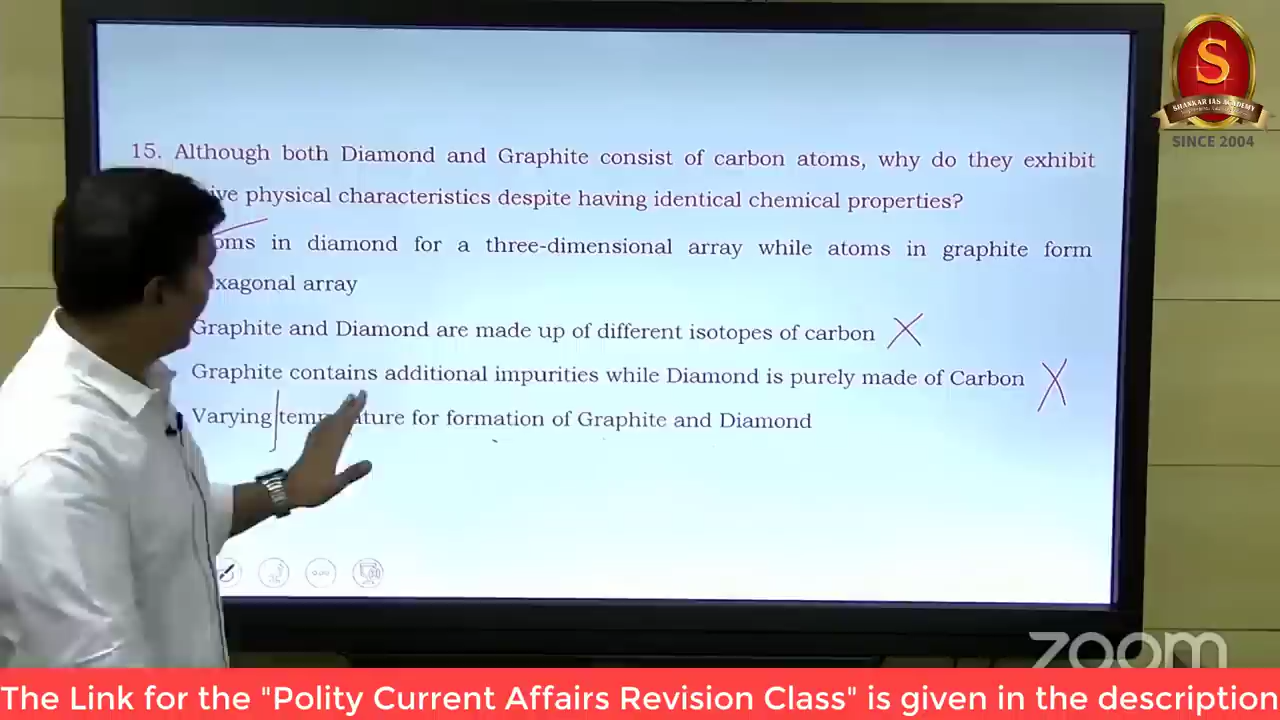 15. Although both Diamond and Graphite consist of carbon atoms, why do they exhibit
physical characteristics despite having identical chemical properties?
in diamond for a three-dimensional array while atoms in graphite form
array
Graphite and Diamond are made up of different isotopes of carbon
Graphite contains additional impurities while Diamond is purely made of Carbon
Varying for formation of Graphite and Diamond
S
SHANKAR IAS ACADEMY
SINCE 2004
zoom
The Link for the "Polity Current Affairs Revision Class" is given in the description